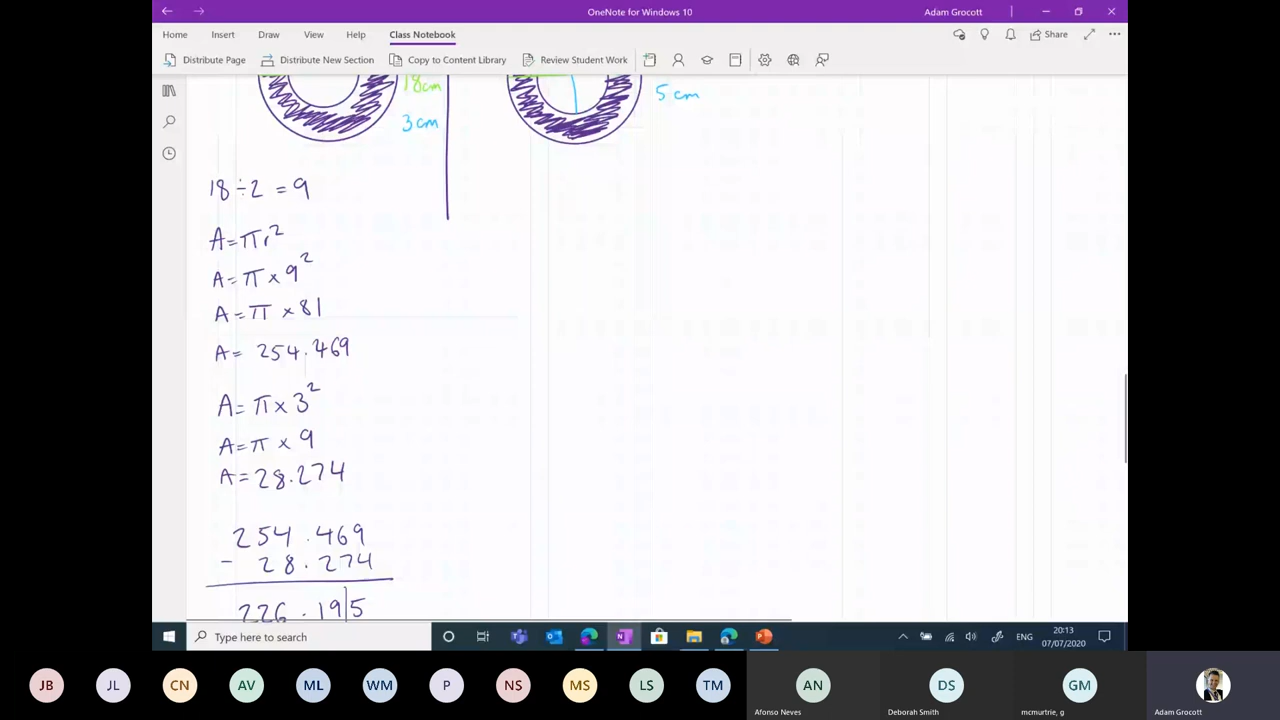 OneNote for Windows 10
Adam Grocott
Home Insert Draw View Help Class Notebook
Share
Distribute Page Distribute New Section Copy to Content Library Review Student Work
18cm
5 cm
3 cm
18 ÷ 2 = 9
A = πr²
A = π × 9²
A = π × 81
A = 254.469
A = π × 3²
A = π × 9
A = 28.274
254.469
- 28.274
226.19|5
Type here to search
ENG
20:13
07/07/2020
JB JL CN AV ML WM P NS MS LS TM AN DS GM
Afonso Neves
Deborah Smith
mcmurtrie, g
Adam Grocott